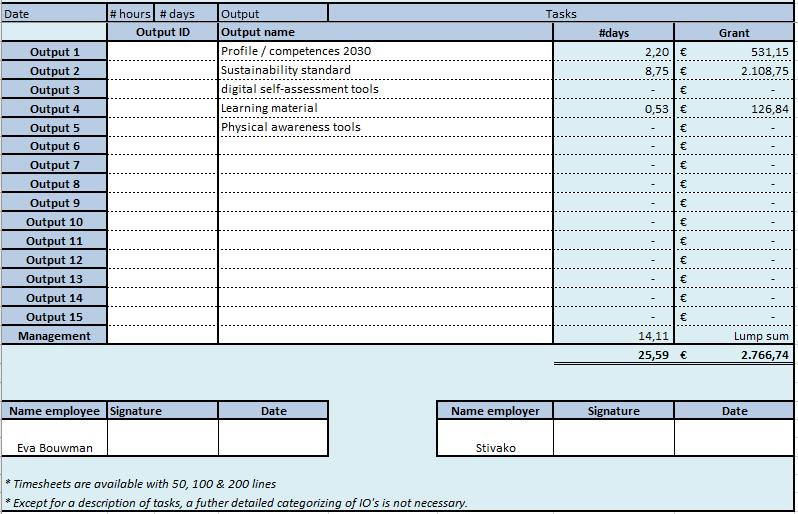 Date # hours # days Output Tasks
Output ID Output name #days Grant
Output 1 Profile / competences 2030 2,20 € 531,15
Output 2 Sustainability standard 8,75 € 2.108,75
Output 3 digital self-assessment tools - € -
Output 4 Learning material 0,53 € 126,84
Output 5 Physical awareness tools - € -
Output 6 - € -
Output 7 - € -
Output 8 - € -
Output 9 - € -
Output 10 - € -
Output 11 - € -
Output 12 - € -
Output 13 - € -
Output 14 - € -
Output 15 - € -
Management 14,11 Lump sum
25,59 € 2.766,74
Name employee Signature Date Name employer Signature Date
Eva Bouwman Stivako
* Timesheets are available with 50, 100 & 200 lines
* Except for a description of tasks, a futher detailed categorizing of IO's is not necessary.